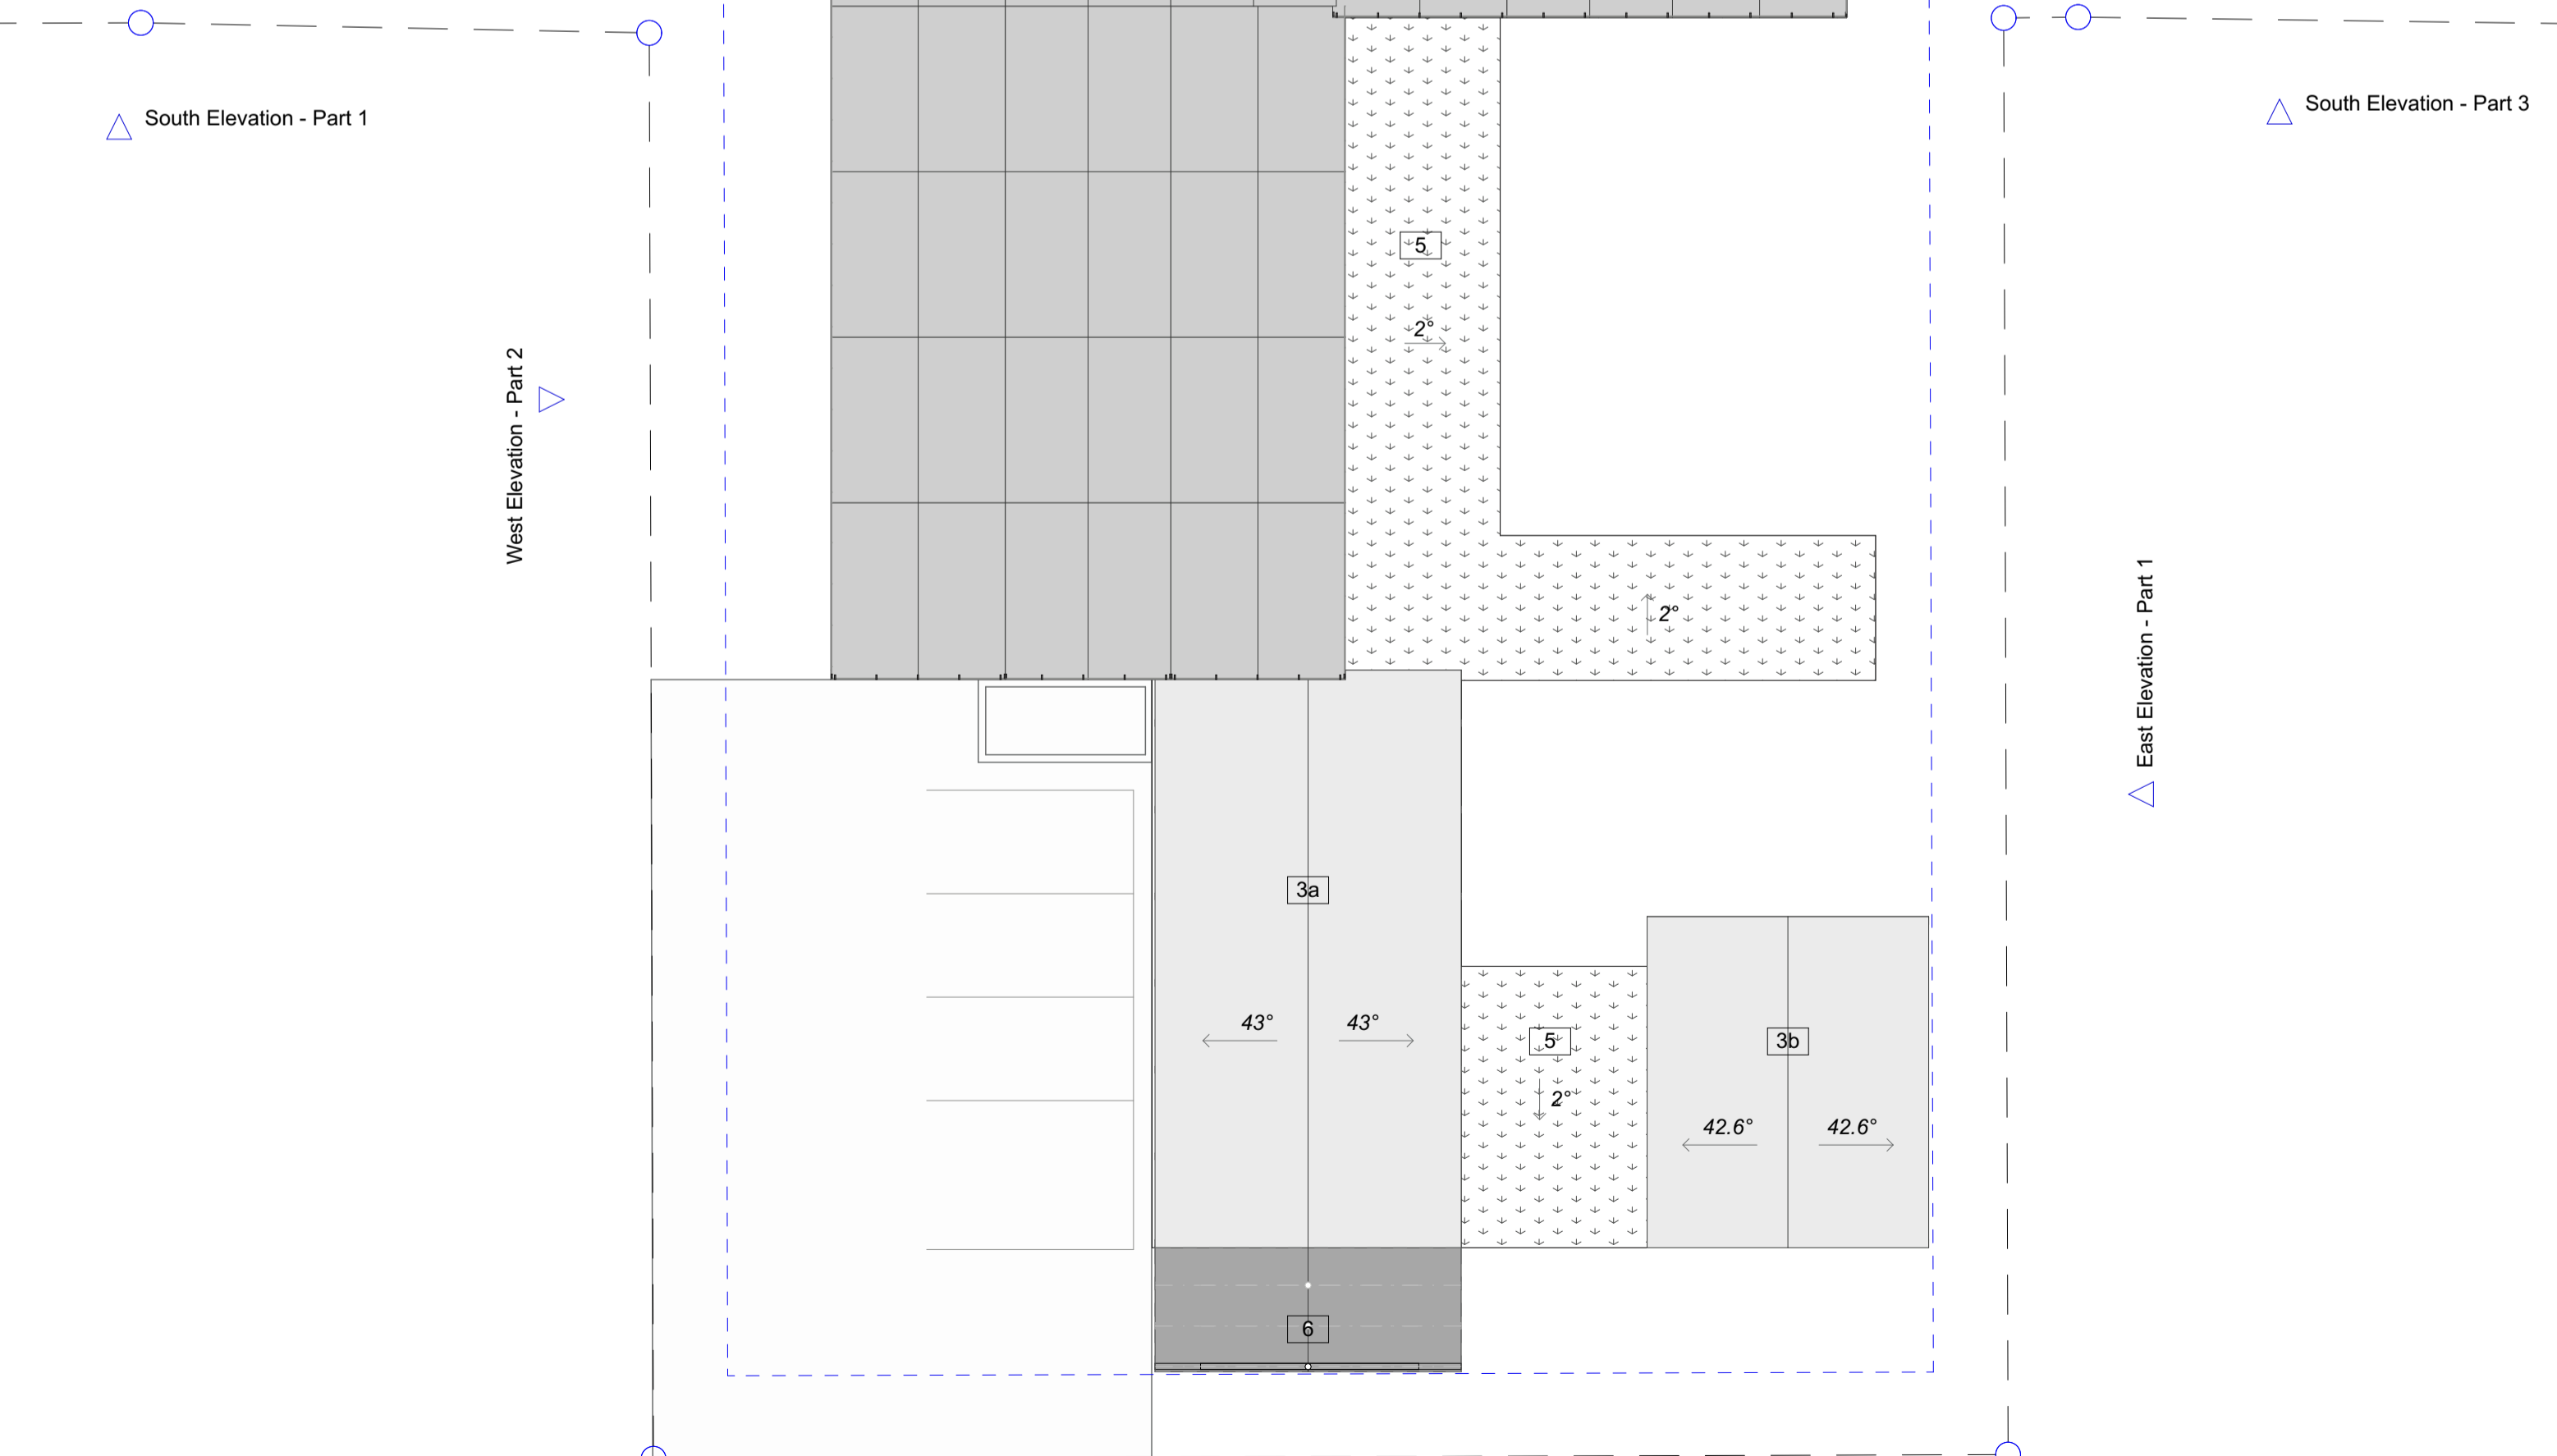 South Elevation - Part 1
South Elevation - Part 3
5
2°
West Elevation - Part 2
2°
East Elevation - Part 1
3a
43°
43°
5
3b
2°
42.6°
42.6°
6